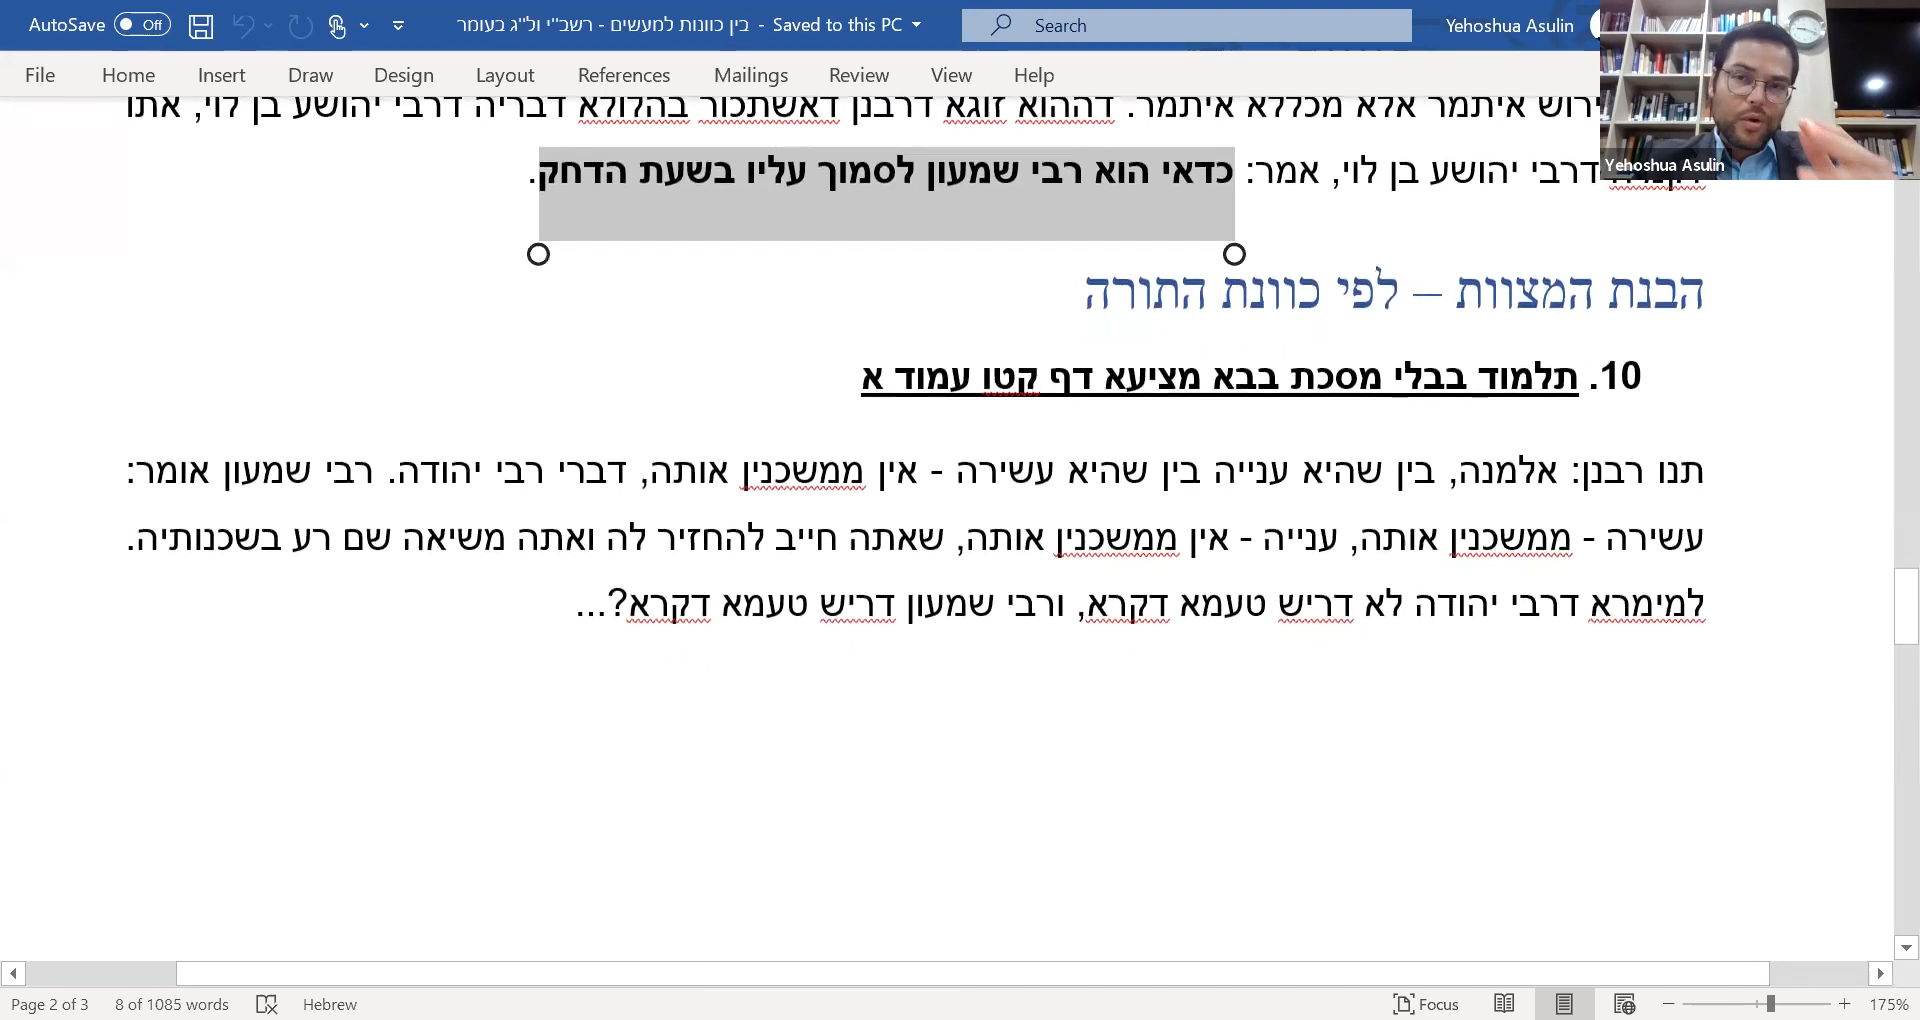 AutoSave Off
בין כוונות למעשים - רשב''י ול''ג בעומר - Saved to this PC
Search
Yehoshua Asulin
File Home Insert Draw Design Layout References Mailings Review View Help
ירוש איתמר אלא מכללא איתמר. דההוא זוגא דרבנן דאשתכור בהלולא דבריה דרבי יהושע בן לוי, אתו
דרבי יהושע בן לוי, אמר: כדאי הוא רבי שמעון לסמוך עליו בשעת הדחק.
Yehoshua Asulin
הבנת המצוות – לפי כוונת התורה
10. תלמוד בבלי מסכת בבא מציעא דף קטו עמוד א
תנו רבנן: אלמנה, בין שהיא ענייה בין שהיא עשירה - אין ממשכנין אותה, דברי רבי יהודה. רבי שמעון אומר:
עשירה - ממשכנין אותה, ענייה - אין ממשכנין אותה, שאתה חייב להחזיר לה ואתה משיאה שם רע בשכנותיה.
למימרא דרבי יהודה לא דריש טעמא דקרא, ורבי שמעון דריש טעמא דקרא?...
Page 2 of 3 8 of 1085 words Hebrew Focus 175%